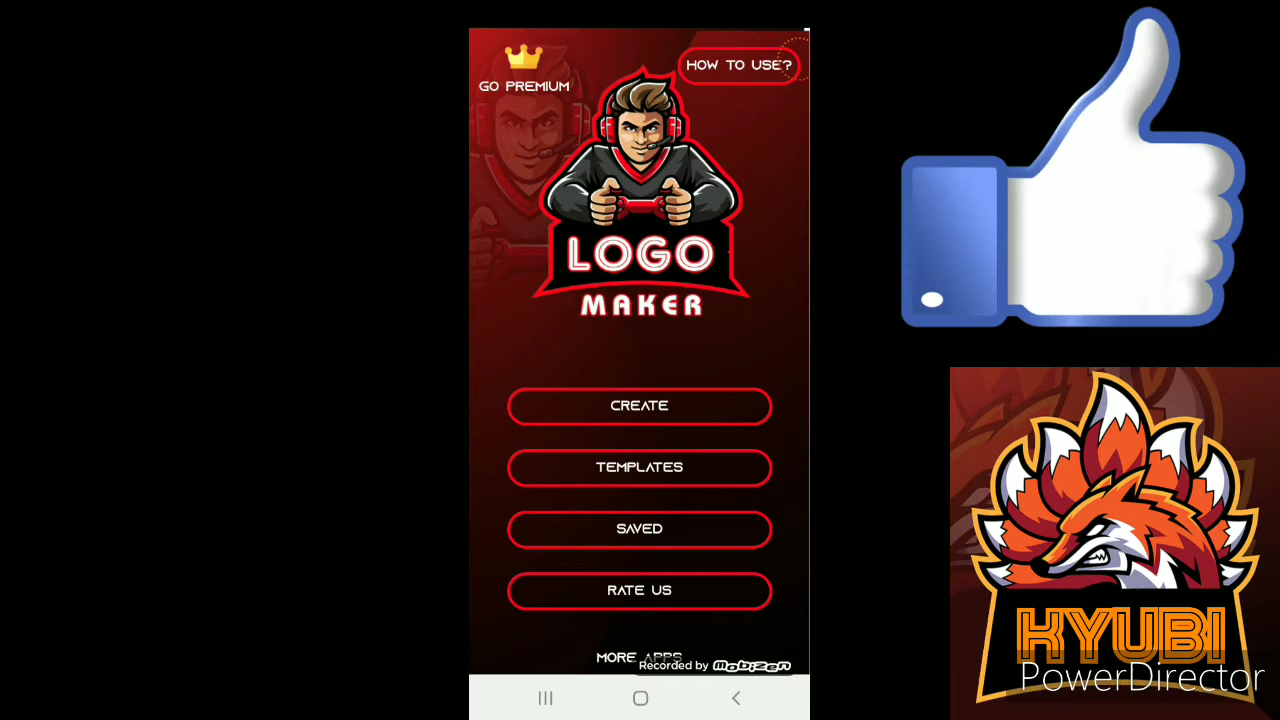 GO PREMIUM
HOW TO USE?
LOGO
MAKER
CREATE
TEMPLATES
SAVED
RATE US
MORE APPS
Recorded by Mobizen
KYUBI
PowerDirector